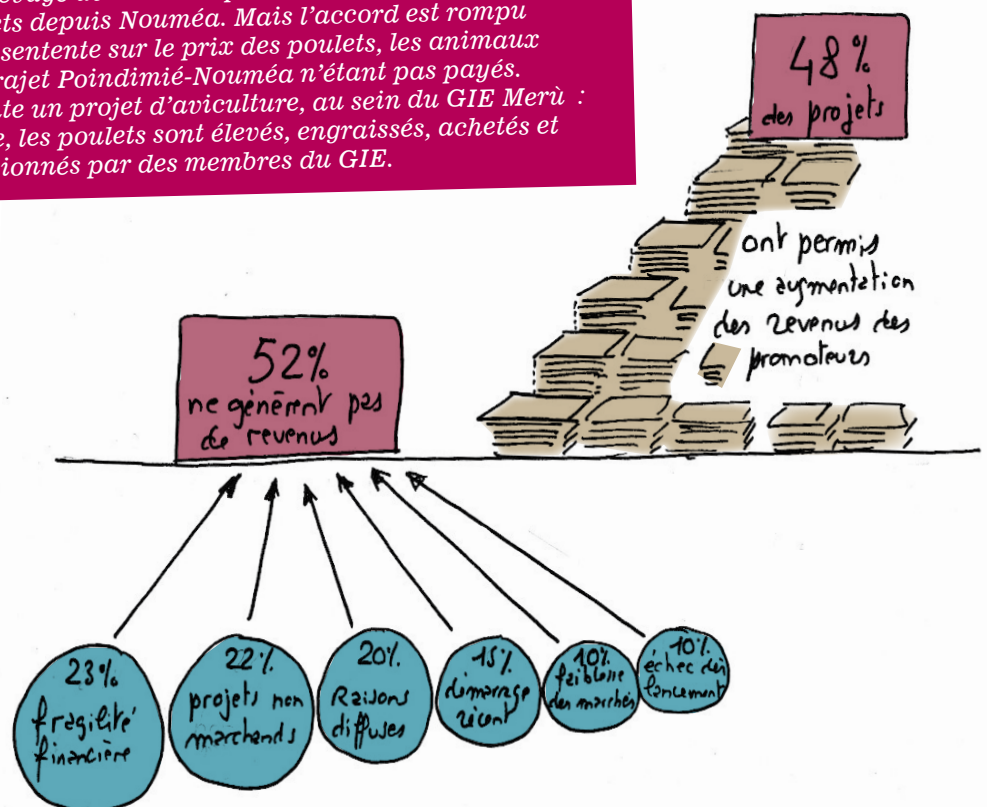 ets depuis Nouméa. Mais l’accord est rompu
sentente sur le prix des poulets, les animaux
rajet Poindimié-Nouméa n’étant pas payés.
te un projet d’aviculture, au sein du GIE Merù :
e, les poulets sont élevés, engraissés, achetés et
ionnés par des membres du GIE.
48%
des projets
ont permis
une augmentation
des revenus des
promoteurs
52%
ne génèrent pas
de revenus
23%
fragilité
financière
22%
projets non
marchands
20%
Raisons
diffuses
15%
démarrage
récent
10%
faiblesse
des marchés
10%
échec dès
lancement